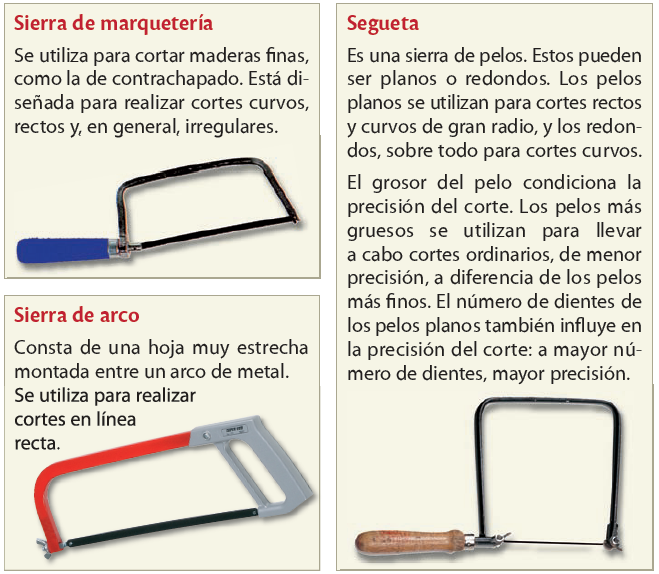 Sierra de marquetería
Se utiliza para cortar maderas finas,
como la de contrachapado. Está di-
señada para realizar cortes curvos,
rectos y, en general, irregulares.
Sierra de arco
Consta de una hoja muy estrecha
montada entre un arco de metal.
Se utiliza para realizar
cortes en línea
recta.
Segueta
Es una sierra de pelos. Estos pueden
ser planos o redondos. Los pelos
planos se utilizan para cortes rectos
y curvos de gran radio, y los redon-
dos, sobre todo para cortes curvos.
El grosor del pelo condiciona la
precisión del corte. Los pelos más
gruesos se utilizan para llevar
a cabo cortes ordinarios, de menor
precisión, a diferencia de los pelos
más finos. El número de dientes de
los pelos planos también influye en
la precisión del corte: a mayor nú-
mero de dientes, mayor precisión.